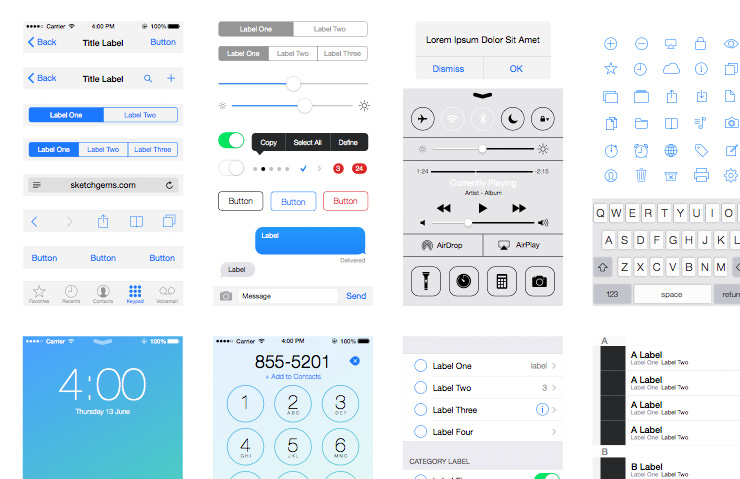 Carrier 4:00 PM 100%
Back Title Label Button
Back Title Label
Label One Label Two
Label One Label Two Label Three
sketchgems.com
Button Button Button
Favorites Recents Contacts Keypad Voicemail
Label One Label Two
Label One Label Two Label Three
Copy Select All Define
3 24
Button Button Button
Label
Delivered
Label
Message Send
Lorem Ipsum Dolor Sit Amet
Dismiss OK
1:24 -2:15
Currently Playing
Artist - Album
AirDrop AirPlay
Q W E R T Y U I O
A S D F G H J K L
Z X C V B N M
123 space return
Carrier 100%
4:00
Thursday 13 June
Carrier 4:00 PM 100%
855-5201
+ Add to Contacts
1 2 3
ABC DEF
4 5 6
GHI JKL MNO
Label One label
Label Two 3
Label Three
Label Four
CATEGORY LABEL
A
A Label
Label One Label Two
A Label
Label One Label Two
A Label
Label One Label Two
A Label
Label One Label Two
B
B Label
Label One Label Two